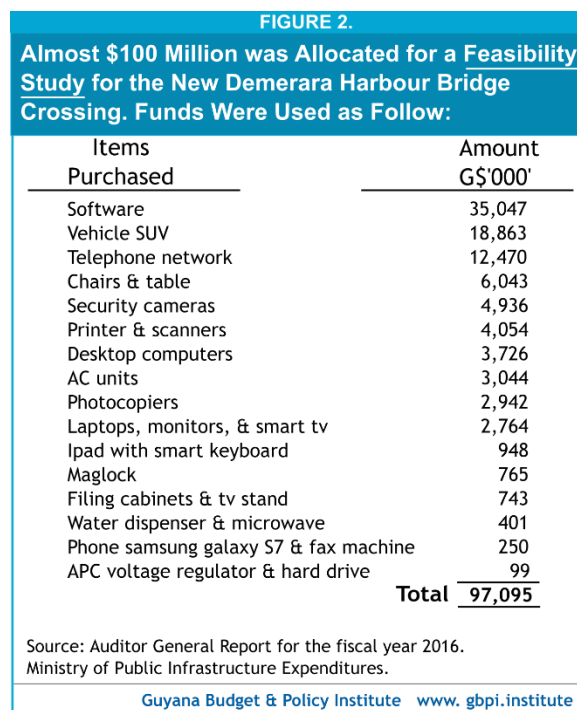 FIGURE 2.
Almost $100 Million was Allocated for a Feasibility
Study for the New Demerara Harbour Bridge
Crossing. Funds Were Used as Follow:
Items Amount
Purchased G$'000'
Software 35,047
Vehicle SUV 18,863
Telephone network 12,470
Chairs & table 6,043
Security cameras 4,936
Printer & scanners 4,054
Desktop computers 3,726
AC units 3,044
Photocopiers 2,942
Laptops, monitors, & smart tv 2,764
Ipad with smart keyboard 948
Maglock 765
Filing cabinets & tv stand 743
Water dispenser & microwave 401
Phone samsung galaxy S7 & fax machine 250
APC voltage regulator & hard drive 99
Total 97,095
Source: Auditor General Report for the fiscal year 2016.
Ministry of Public Infrastructure Expenditures.
Guyana Budget & Policy Institute www. gbpi.institute